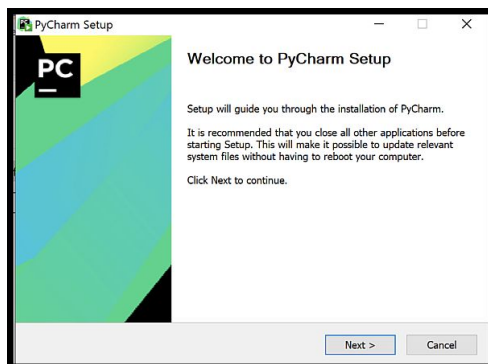 PyCharm Setup
PC
Welcome to PyCharm Setup
Setup will guide you through the installation of PyCharm.
It is recommended that you close all other applications before
starting Setup. This will make it possible to update relevant
system files without having to reboot your computer.
Click Next to continue.
Next >
Cancel